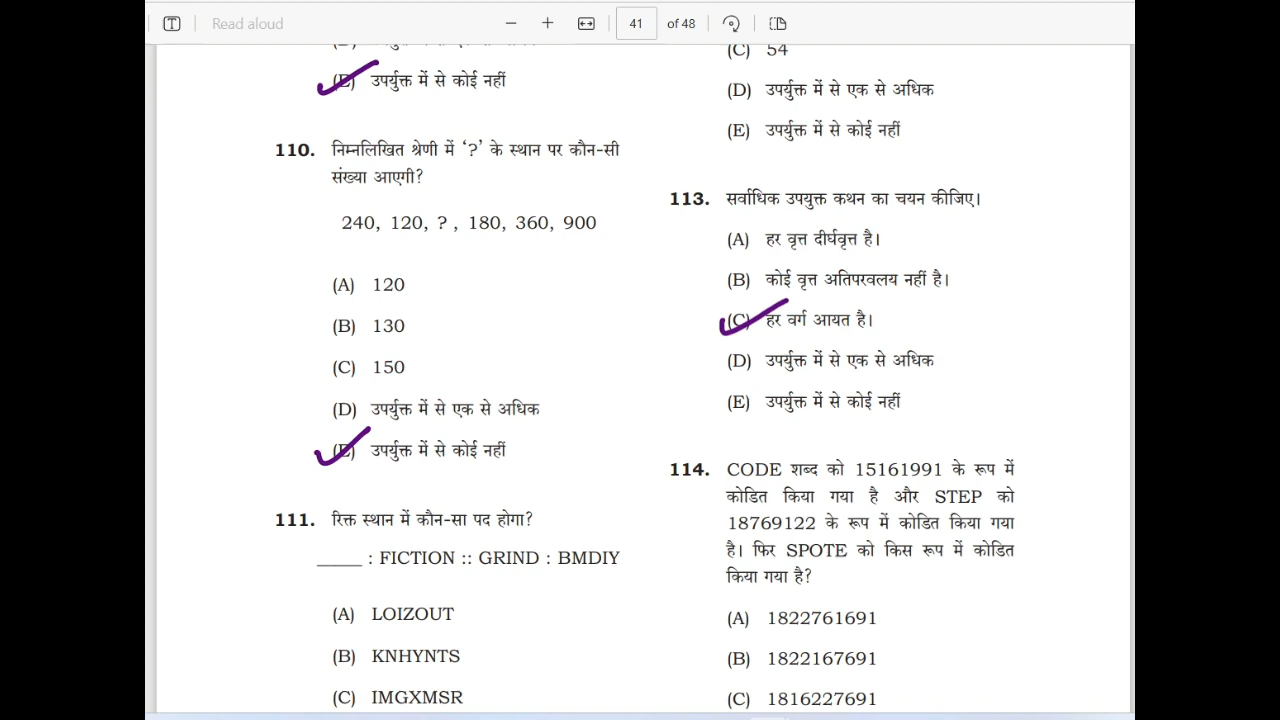 Read aloud
41 of 48
(E) उपर्युक्त में से कोई नहीं
110. निम्नलिखित श्रेणी में ‘?’ के स्थान पर कौन-सी
संख्या आएगी?
240, 120, ? , 180, 360, 900
(A) 120
(B) 130
(C) 150
(D) उपर्युक्त में से एक से अधिक
(E) उपर्युक्त में से कोई नहीं
111. रिक्त स्थान में कौन-सा पद होगा?
_____ : FICTION :: GRIND : BMDIY
(A) LOIZOUT
(B) KNHYNTS
(C) IMGXMSR
(C) 54
(D) उपर्युक्त में से एक से अधिक
(E) उपर्युक्त में से कोई नहीं
113. सर्वाधिक उपयुक्त कथन का चयन कीजिए।
(A) हर वृत्त दीर्घवृत्त है।
(B) कोई वृत्त अतिपरवलय नहीं है।
(C) हर वर्ग आयत है।
(D) उपर्युक्त में से एक से अधिक
(E) उपर्युक्त में से कोई नहीं
114. CODE शब्द को 15161991 के रूप में
कोडित किया गया है और STEP को
18769122 के रूप में कोडित किया गया
है। फिर SPOTE को किस रूप में कोडित
किया गया है?
(A) 1822761691
(B) 1822167691
(C) 1816227691